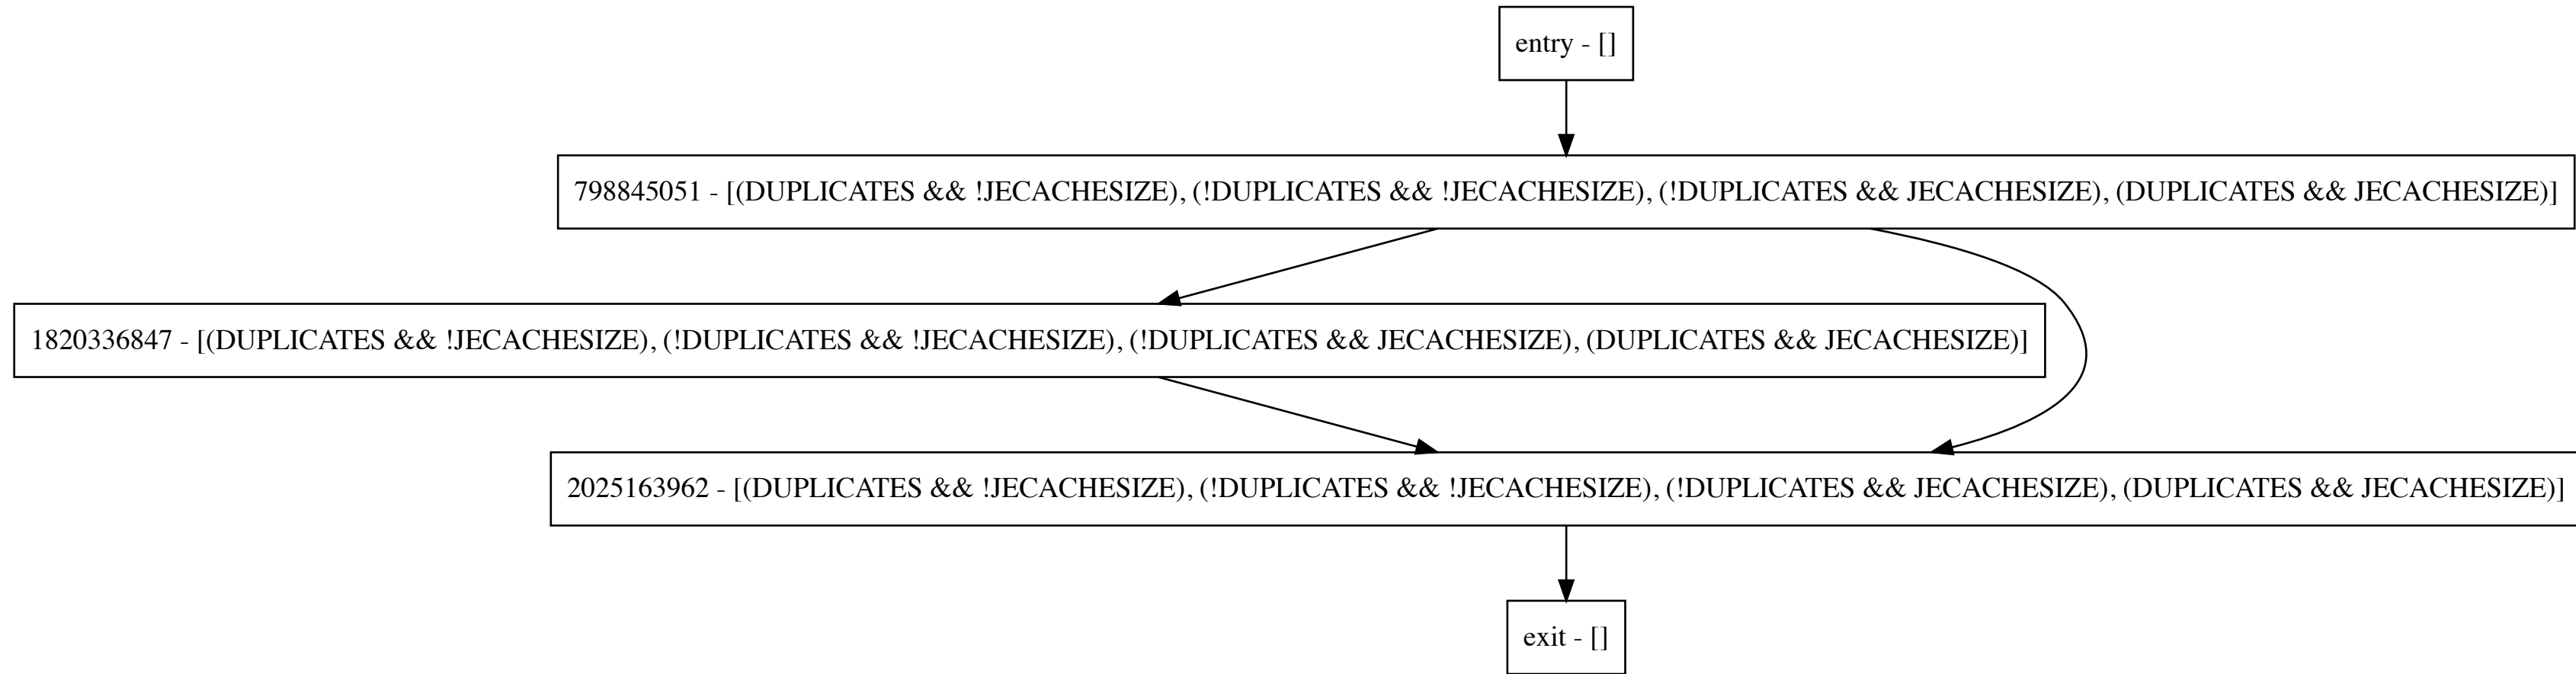 entry - []
798845051 - [(DUPLICATES && !JECACHESIZE), (!DUPLICATES && !JECACHESIZE), (!DUPLICATES && JECACHESIZE), (DUPLICATES && JECACHESIZE)]
1820336847 - [(DUPLICATES && !JECACHESIZE), (!DUPLICATES && !JECACHESIZE), (!DUPLICATES && JECACHESIZE), (DUPLICATES && JECACHESIZE)]
2025163962 - [(DUPLICATES && !JECACHESIZE), (!DUPLICATES && !JECACHESIZE), (!DUPLICATES && JECACHESIZE), (DUPLICATES && JECACHESIZE)]
exit - []